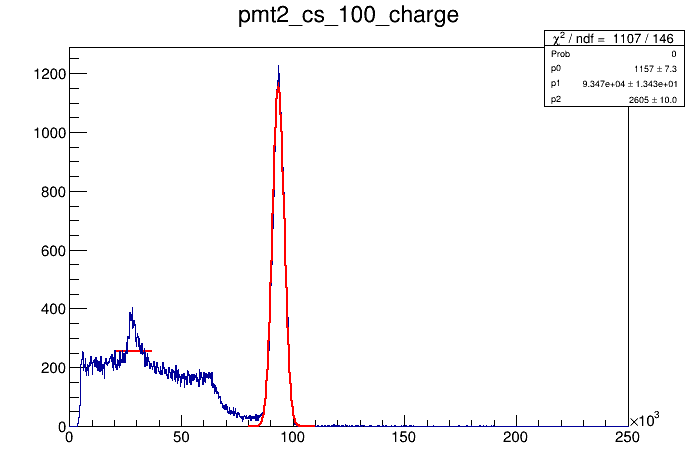 pmt2_cs_100_charge
χ² / ndf = 1107 / 146
Prob 0
p0 1157 ± 7.3
p1 9.347e+04 ± 1.343e+01
p2 2605 ± 10.0
1200
1000
800
600
400
200
0
0 50 100 150 200 250
×10³